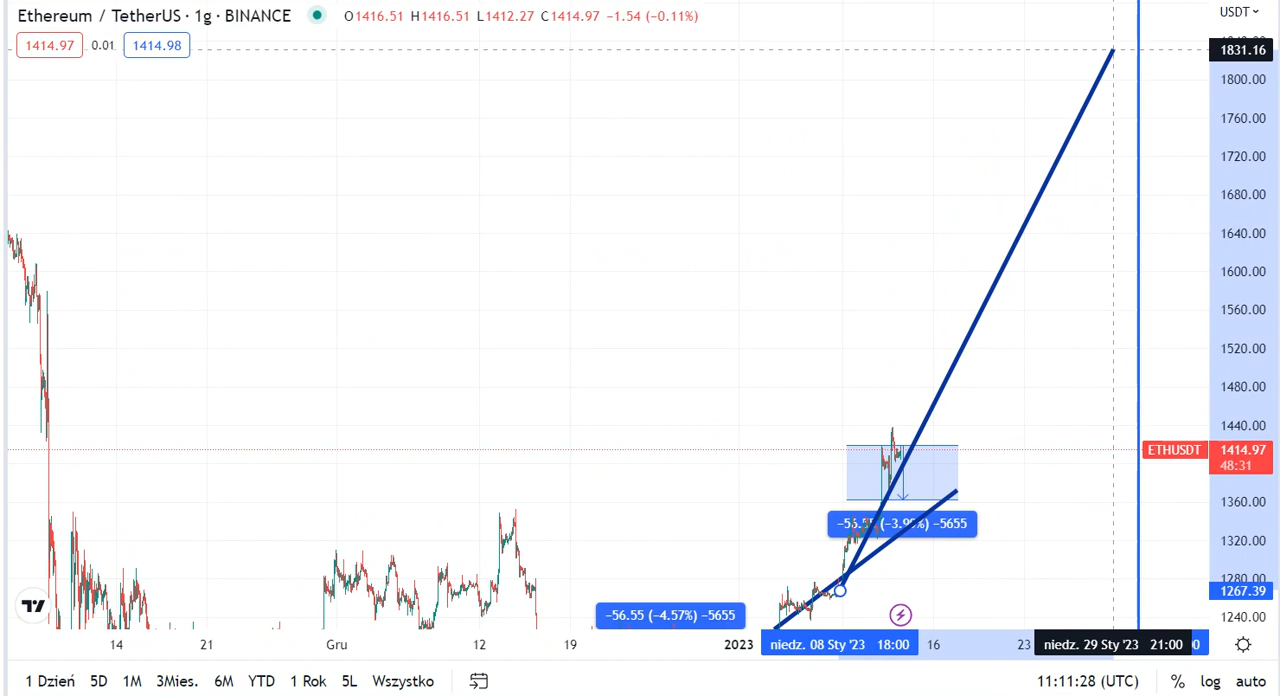 Ethereum / TetherUS · 1g · BINANCE O1416.51 H1416.51 L1412.27 C1414.97 −1.54 (−0.11%)
USDT
1414.97 0.01 1414.98
1831.16
1800.00
1760.00
1720.00
1680.00
1640.00
1600.00
1560.00
1520.00
1480.00
1440.00
ETHUSDT 1414.97
48:31
1360.00
−56.55 (−3.99%) −5655
1320.00
1280.00
1267.39
−56.55 (−4.57%) −5655
1240.00
14 21 Gru 12 19 2023 niedz. 08 Sty '23 18:00 16 23 niedz. 29 Sty '23 21:00
1 Dzień 5D 1M 3Mies. 6M YTD 1 Rok 5L Wszystko 11:11:28 (UTC) % log auto